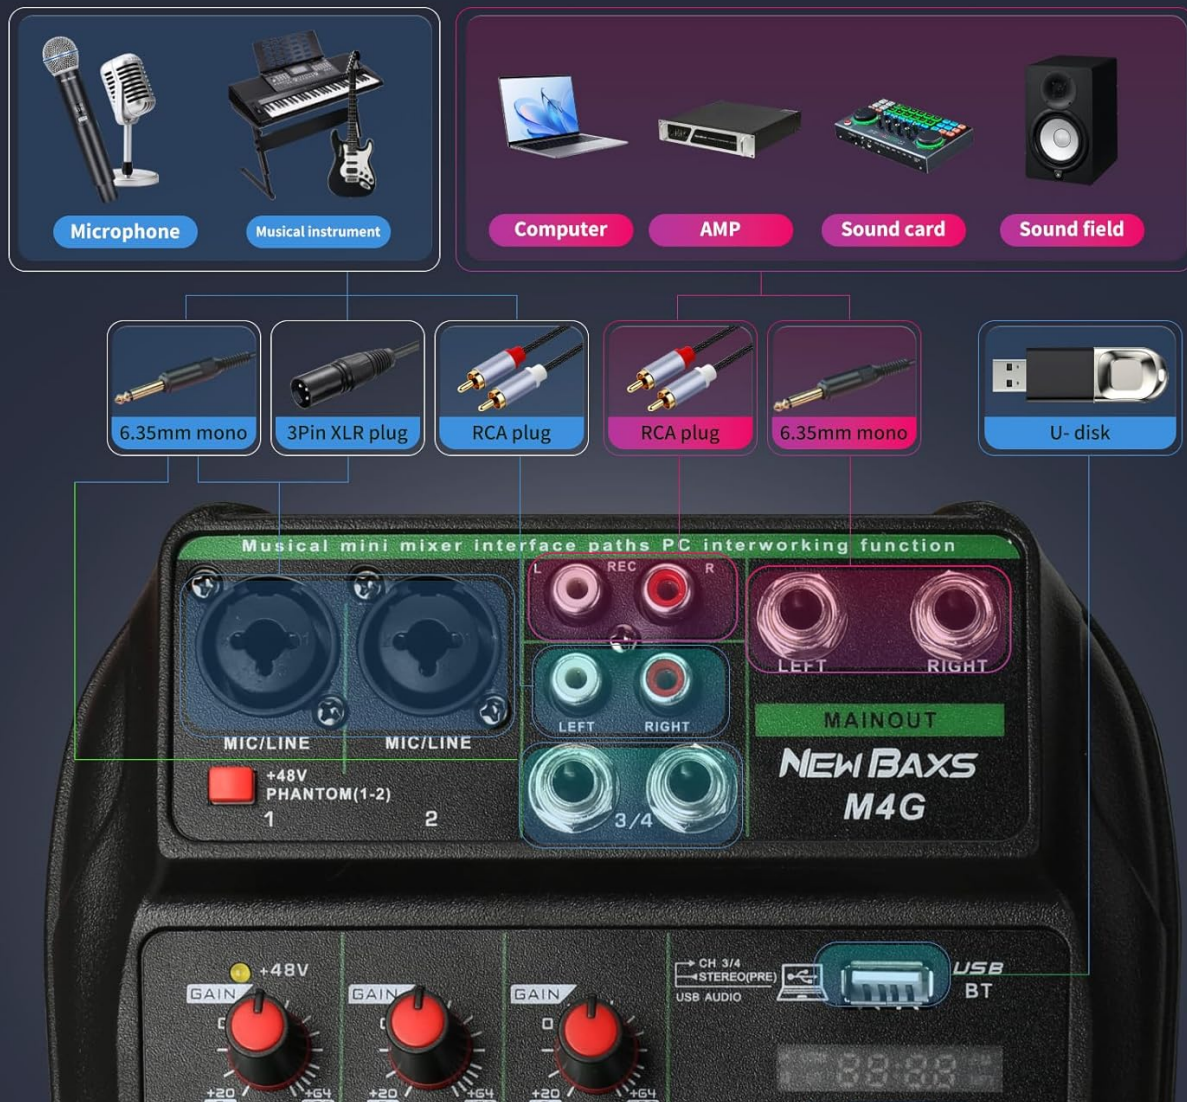 Microphone
Musical instrument
Computer
AMP
Sound card
Sound field
6.35mm mono
3Pin XLR plug
RCA plug
RCA plug
6.35mm mono
U- disk
Musical mini mixer interface paths PC interworking function
L REC R
LEFT RIGHT
LEFT RIGHT
MAINOUT
MIC/LINE MIC/LINE
NEW BAXS
M4G
+48V
PHANTOM(1-2)
1 2 3/4
+48V
GAIN GAIN GAIN
CH 3/4
STEREO(PRE)
USB AUDIO
USB
BT
0
+20 +64 +20 +64 +20 +64
88:88